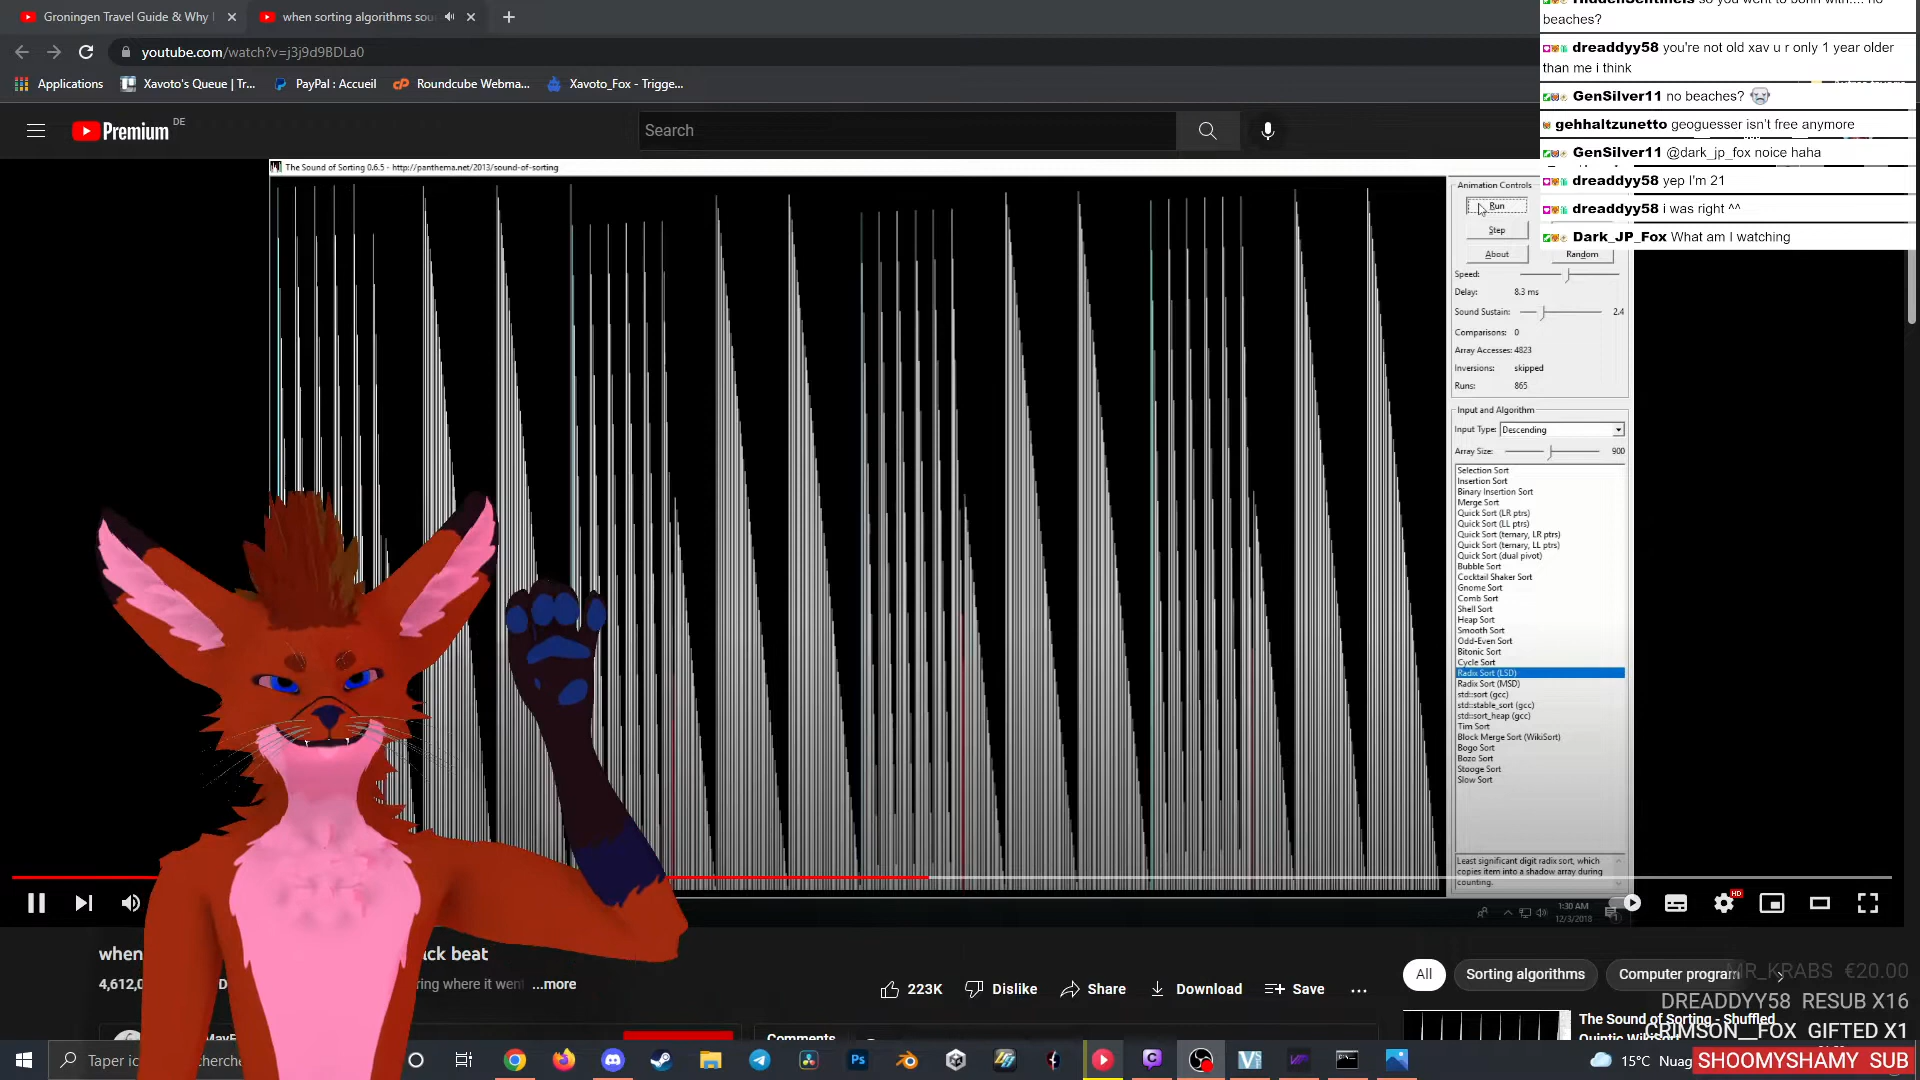 Groningen Travel Guide & Why I
when sorting algorithms sou
youtube.com/watch?v=j3j9d9BDLa0
Applications
Xavoto's Queue | Tr...
PayPal : Accueil
Roundcube Webma...
Xavoto_Fox - Trigge...
beaches?
dreaddyy58 you're not old xav u r only 1 year older
than me i think
GenSilver11 no beaches?
gehhaltzunetto geoguesser isn't free anymore
GenSilver11 @dark_jp_fox noice haha
dreaddyy58 yep I'm 21
dreaddyy58 i was right ^^
Dark_JP_Fox What am I watching
Premium DE
Search
The Sound of Sorting 0.6.5 - http://panthema.net/2013/sound-of-sorting
Animation Controls
Run
Step
About
Random
Speed:
Delay: 8.3 ms
Sound Sustain: 2.4
Comparisons: 0
Array Accesses: 4823
Inversions: skipped
Runs: 865
Input and Algorithm
Input Type: Descending
Array Size: 900
Selection Sort
Insertion Sort
Binary Insertion Sort
Merge Sort
Quick Sort (LR ptrs)
Quick Sort (LL ptrs)
Quick Sort (ternary, LR ptrs)
Quick Sort (ternary, LL ptrs)
Quick Sort (dual pivot)
Bubble Sort
Cocktail Shaker Sort
Gnome Sort
Comb Sort
Shell Sort
Heap Sort
Smooth Sort
Odd-Even Sort
Bitonic Sort
Cycle Sort
Radix Sort (LSD)
Radix Sort (MSD)
std::sort (gcc)
std::stable_sort (gcc)
std::sort_heap (gcc)
Tim Sort
Block Merge Sort (WikiSort)
Bogo Sort
Bozo Sort
Stooge Sort
Slow Sort
Least significant digit radix sort, which
copies item into a shadow array during
counting.
1:30 AM
12/3/2018
HD
when
ck beat
4,612,0
ring where it went ...more
223K
Dislike
Share
Download
Save
All
Sorting algorithms
Computer program
MR_KRABS €20.00
DREADDYY58 RESUB X16
The Sound of Sorting - Shuffled
CRIMSON__FOX GIFTED X1
Quintic WikiSort
Comments
Taper ic
cherche
15°C Nuag
SHOOMYSHAMY SUB